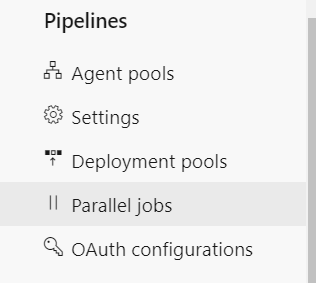 Pipelines
Agent pools
Settings
Deployment pools
Parallel jobs
OAuth configurations